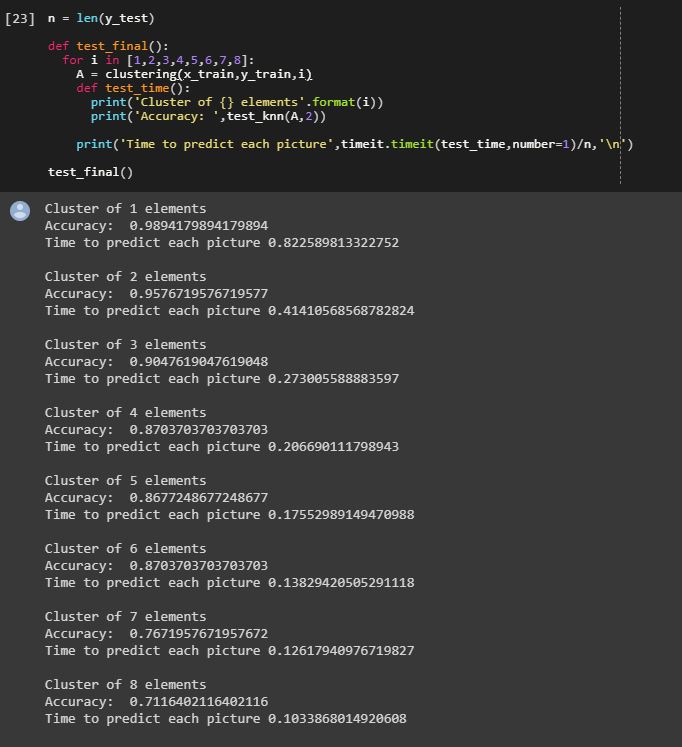 [23] n = len(y_test)
def test_final():
for i in [1,2,3,4,5,6,7,8]:
A = clustering(x_train,y_train,i)
def test_time():
print('Cluster of {} elements'.format(i))
print('Accuracy: ',test_knn(A,2))
print('Time to predict each picture',timeit.timeit(test_time,number=1)/n,'\n')
test_final()
Cluster of 1 elements
Accuracy:  0.9894179894179894
Time to predict each picture 0.822589813322752
Cluster of 2 elements
Accuracy:  0.9576719576719577
Time to predict each picture 0.41410568568782824
Cluster of 3 elements
Accuracy:  0.9047619047619048
Time to predict each picture 0.273005588883597
Cluster of 4 elements
Accuracy:  0.8703703703703703
Time to predict each picture 0.206690111798943
Cluster of 5 elements
Accuracy:  0.8677248677248677
Time to predict each picture 0.17552989149470988
Cluster of 6 elements
Accuracy:  0.8703703703703703
Time to predict each picture 0.13829420505291118
Cluster of 7 elements
Accuracy:  0.7671957671957672
Time to predict each picture 0.12617940976719827
Cluster of 8 elements
Accuracy:  0.7116402116402116
Time to predict each picture 0.1033868014920608